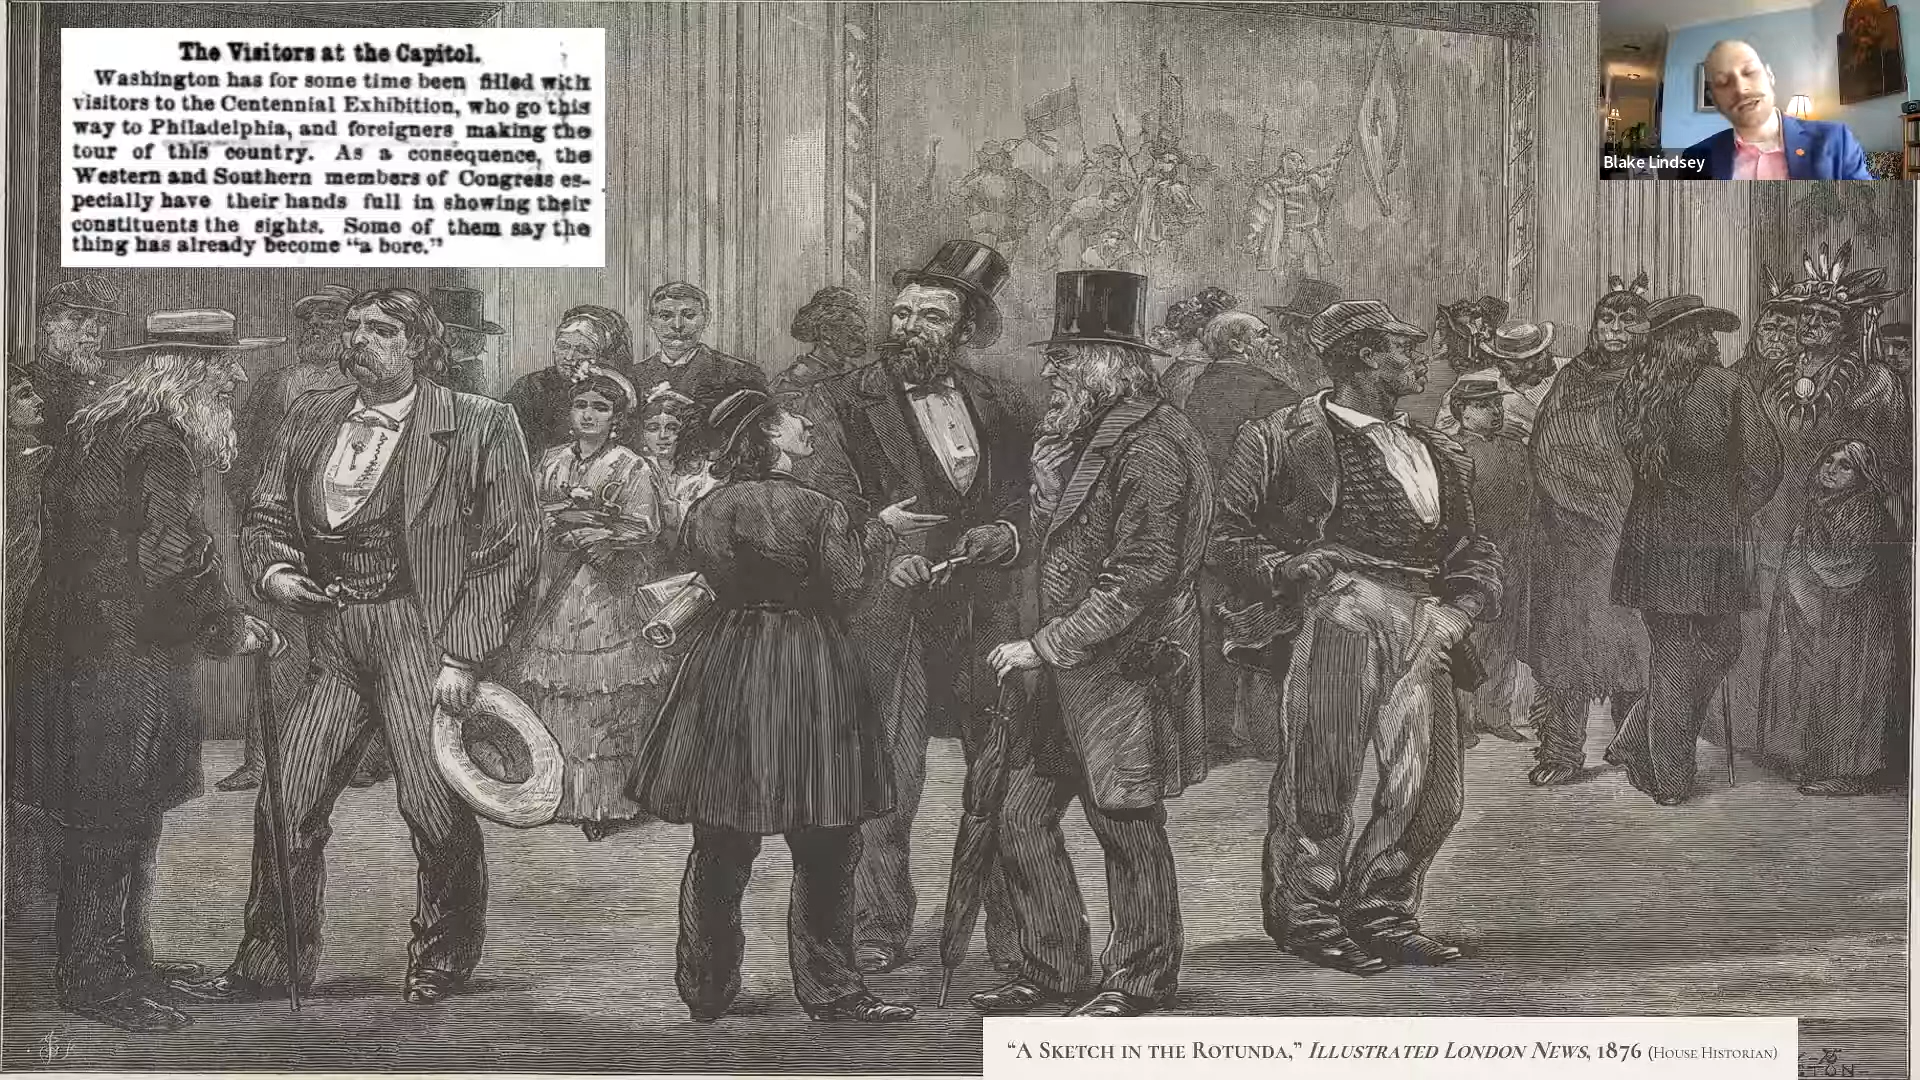 The Visitors at the Capitol.
Washington has for some time been filled with
visitors to the Centennial Exhibition, who go this
way to Philadelphia, and foreigners making the
tour of this country. As a consequence, the
Western and Southern members of Congress es-
pecially have their hands full in showing their
constituents the sights. Some of them say the
thing has already become “a bore.”
Blake Lindsey
“A Sketch in the Rotunda,” Illustrated London News, 1876 (House Historian)